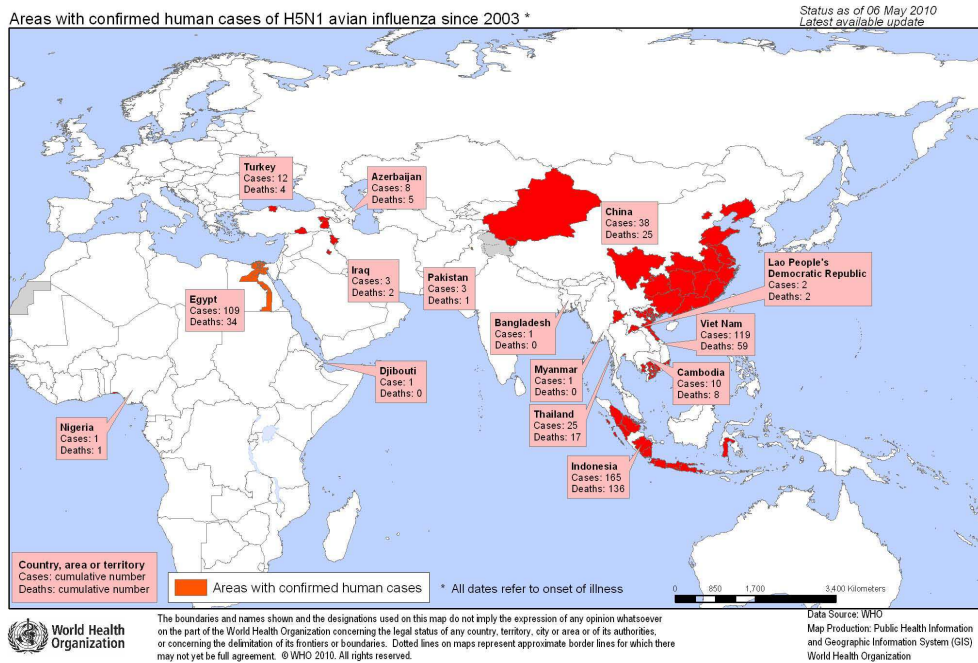 Areas with confirmed human cases of H5N1 avian influenza since 2003 *
Status as of 06 May 2010
Latest available update
Turkey
Cases: 12
Deaths: 4
Azerbaijan
Cases: 8
Deaths: 5
China
Cases: 38
Deaths: 25
Lao People's
Democratic Republic
Cases: 2
Deaths: 2
Iraq
Cases: 3
Deaths: 2
Pakistan
Cases: 3
Deaths: 1
Egypt
Cases: 109
Deaths: 34
Bangladesh
Cases: 1
Deaths: 0
Viet Nam
Cases: 119
Deaths: 59
Djibouti
Cases: 1
Deaths: 0
Myanmar
Cases: 1
Deaths: 0
Cambodia
Cases: 10
Deaths: 8
Nigeria
Cases: 1
Deaths: 1
Thailand
Cases: 25
Deaths: 17
Indonesia
Cases: 165
Deaths: 136
Country, area or territory
Cases: cumulative number
Deaths: cumulative number
Areas with confirmed human cases
* All dates refer to onset of illness
0 850 1,700 3,400 Kilometers
World Health
Organization
The boundaries and names shown and the designations used on this map do not imply the expression of any opinion whatsoever
on the part of the World Health Organization concerning the legal status of any country, territory, city or area or of its authorities,
or concerning the delimitation of its frontiers or boundaries. Dotted lines on maps represent approximate border lines for which there
may not yet be full agreement. © WHO 2010. All rights reserved.
Data Source: WHO
Map Production: Public Health Information
and Geographic Information System (GIS)
World Health Organization